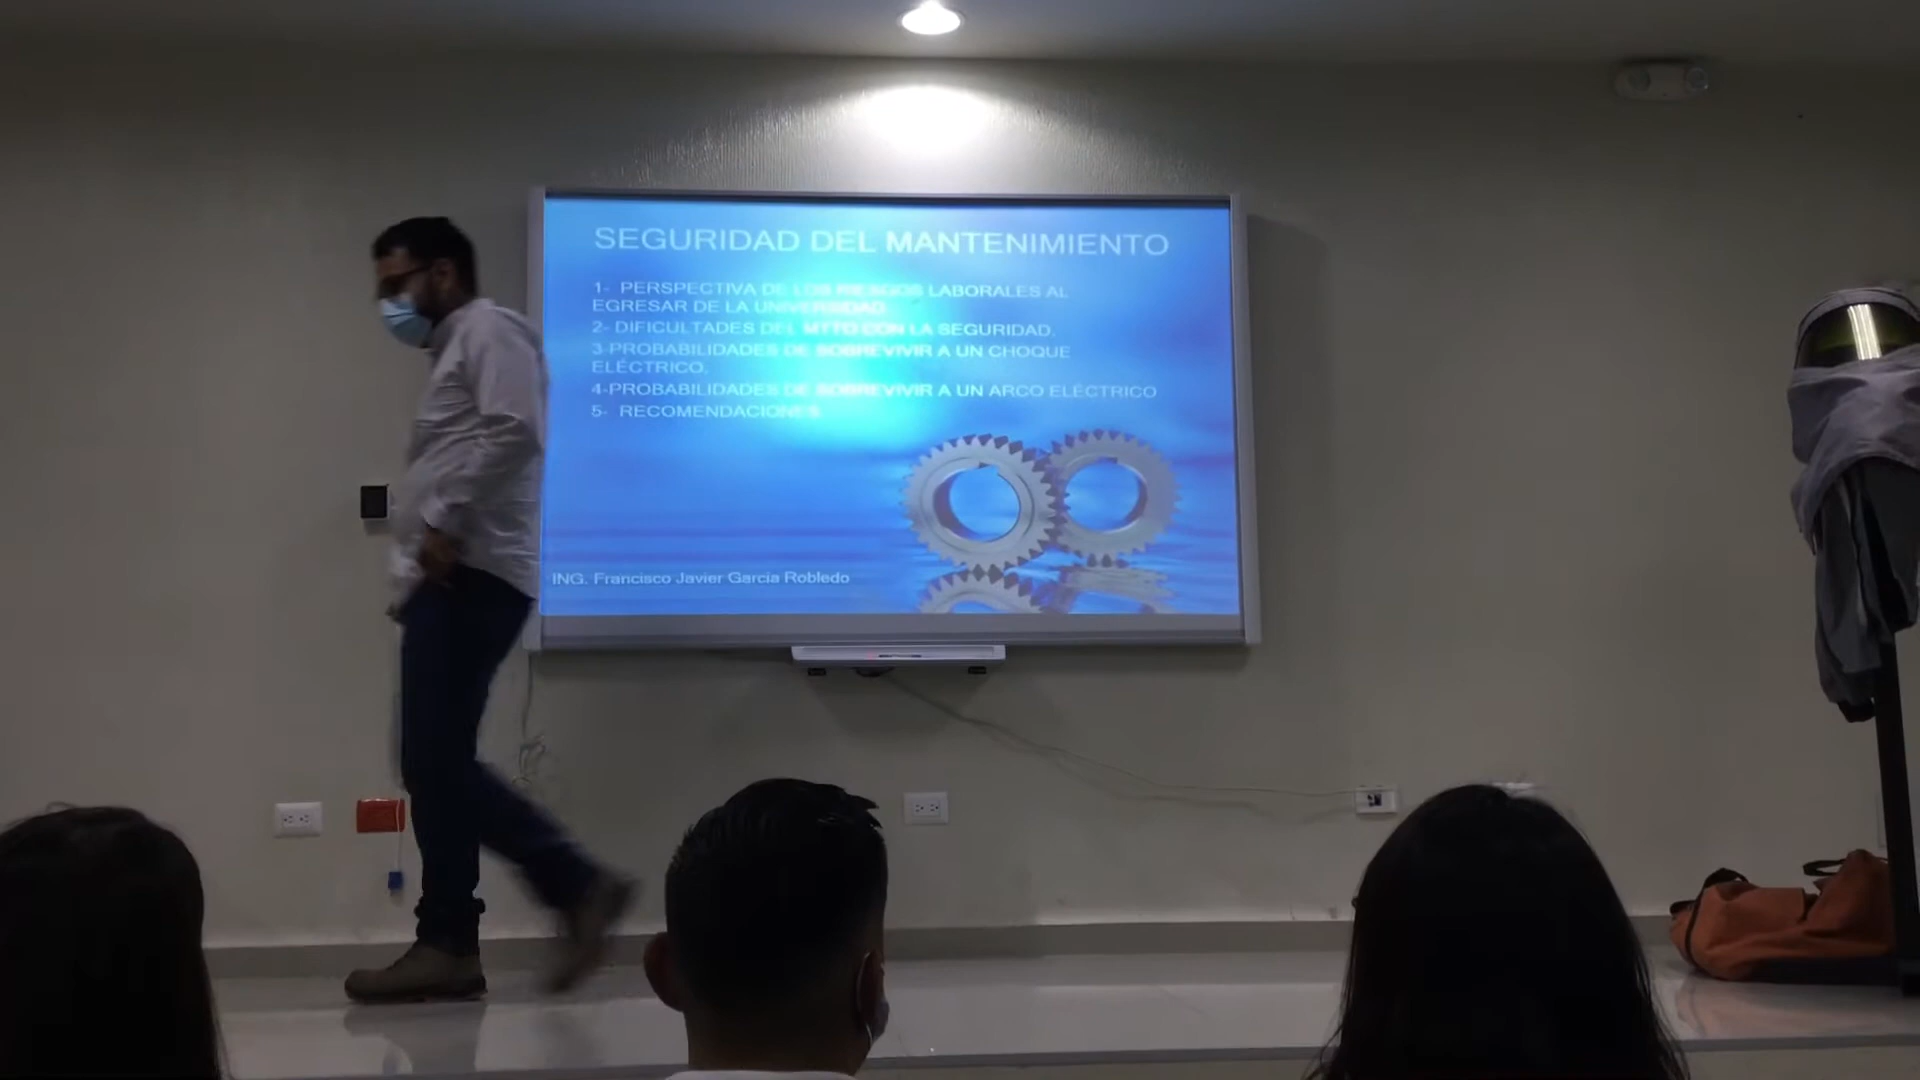 SEGURIDAD DEL MANTENIMIENTO
1- PERSPECTIVA DE LOS RIESGOS LABORALES AL
EGRESAR DE LA UNIVERSIDAD.
2- DIFICULTADES DEL MTTO CON LA SEGURIDAD.
3-PROBABILIDADES DE SOBREVIVIR A UN CHOQUE
ELÉCTRICO.
4-PROBABILIDADES DE SOBREVIVIR A UN ARCO ELÉCTRICO
5- RECOMENDACIONES.
ING. Francisco Javier García Robledo